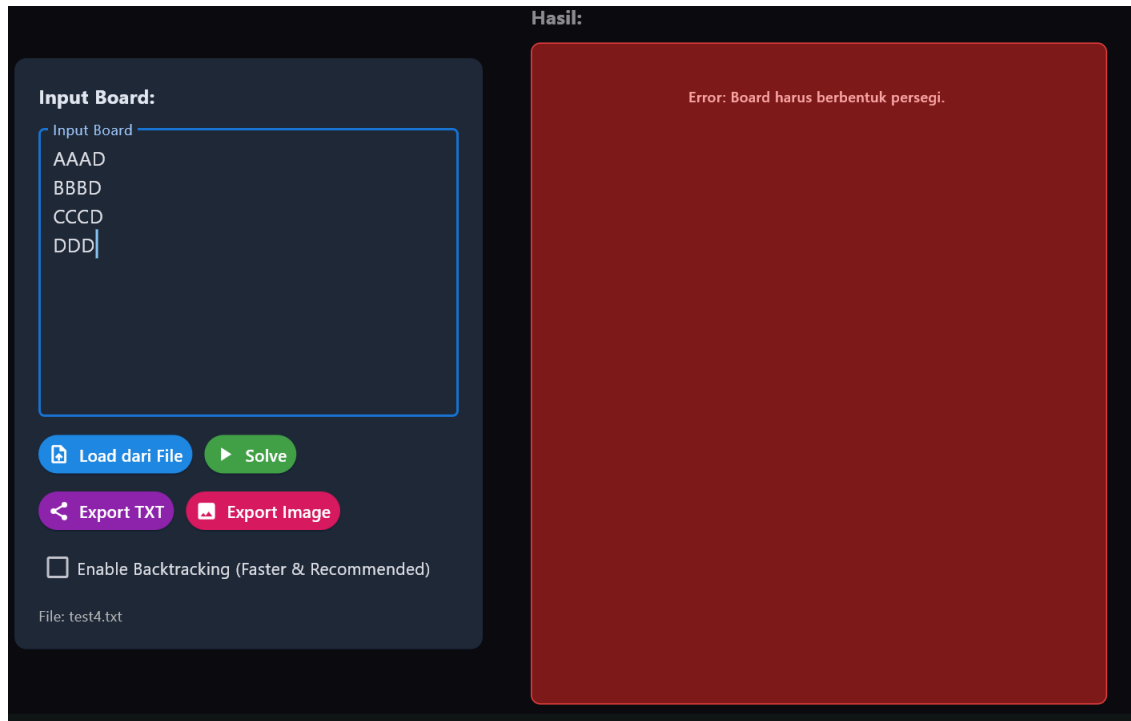 Hasil:
Error: Board harus berbentuk persegi.
Input Board:
Input Board
AAAD
BBBD
CCCD
DDD
Load dari File
Solve
Export TXT
Export Image
Enable Backtracking (Faster & Recommended)
File: test4.txt